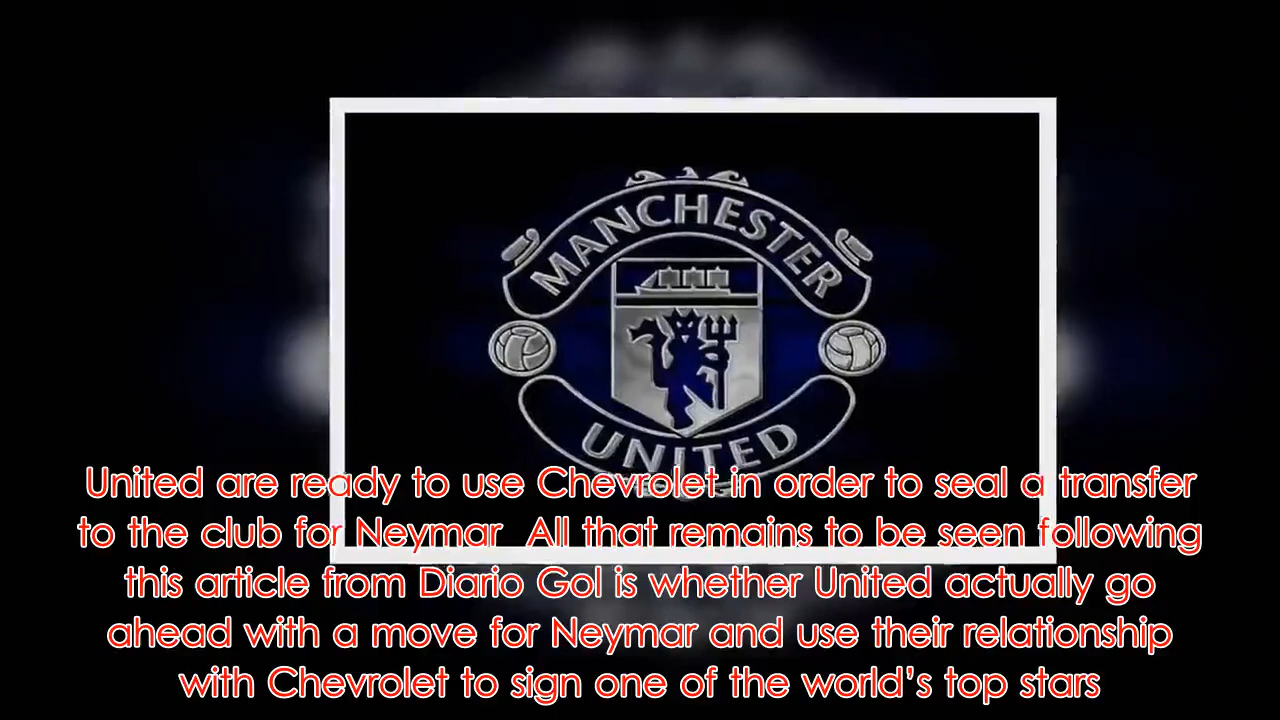 MANCHESTER
UNITED
United are ready to use Chevrolet in order to seal a transfer
to the club for Neymar  All that remains to be seen following
this article from Diario Gol is whether United actually go
ahead with a move for Neymar and use their relationship
with Chevrolet to sign one of the world's top stars